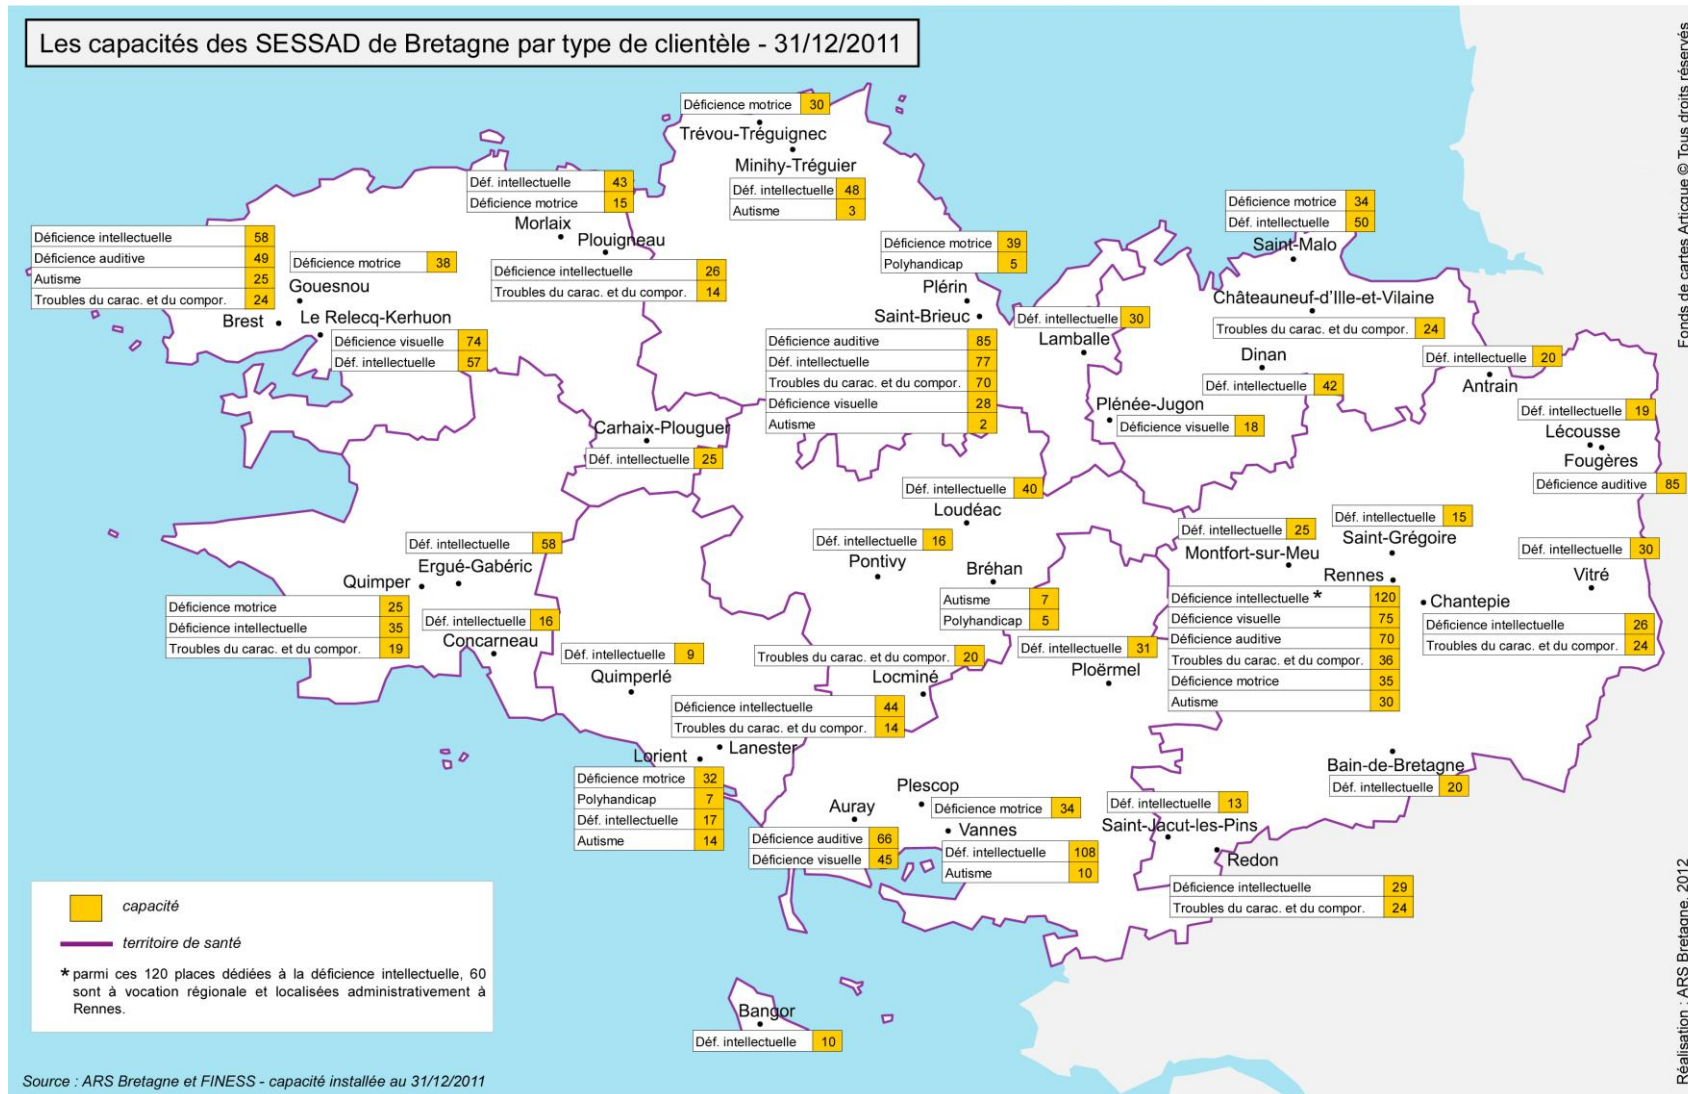 Les capacités des SESSAD de Bretagne par type de clientèle - 31/12/2011
Fonds de cartes Articque © Tous droits réservés
Déficience motrice 30
Trévou-Tréguignec
Minihy-Tréguier
Déf. intellectuelle 48
Autisme 3
Déf. intellectuelle 43
Déficience motrice 15
Morlaix
Plouigneau
Déficience intellectuelle 26
Troubles du carac. et du compor. 14
Déficience intellectuelle 58
Déficience auditive 49
Autisme 25
Troubles du carac. et du compor. 24
Brest
Déficience motrice 38
Gouesnou
Le Relecq-Kerhuon
Déficience visuelle 74
Déf. intellectuelle 57
Déficience motrice 39
Polyhandicap 5
Plérin
Saint-Brieuc
Déficience auditive 85
Déf. intellectuelle 77
Troubles du carac. et du compor. 70
Déficience visuelle 28
Autisme 2
Déf. intellectuelle 30
Lamballe
Déficience motrice 34
Déf. intellectuelle 50
Saint-Malo
Châteauneuf-d'Ille-et-Vilaine
Troubles du carac. et du compor. 24
Dinan
Déf. intellectuelle 42
Plénée-Jugon
Déficience visuelle 18
Déf. intellectuelle 20
Antrain
Déf. intellectuelle 19
Lécousse
Fougères
Déficience auditive 85
Carhaix-Plouguer
Déf. intellectuelle 25
Déf. intellectuelle 40
Loudéac
Déf. intellectuelle 16
Pontivy
Bréhan
Autisme 7
Polyhandicap 5
Déf. intellectuelle 25
Montfort-sur-Meu
Déf. intellectuelle 15
Saint-Grégoire
Déf. intellectuelle 30
Vitré
Rennes
Déficience intellectuelle * 120
Déficience visuelle 75
Déficience auditive 70
Troubles du carac. et du compor. 36
Déficience motrice 35
Autisme 30
Chantepie
Déficience intellectuelle 26
Troubles du carac. et du compor. 24
Déf. intellectuelle 58
Ergué-Gabéric
Quimper
Déficience motrice 25
Déficience intellectuelle 35
Troubles du carac. et du compor. 19
Déf. intellectuelle 16
Concarneau
Déf. intellectuelle 9
Quimperlé
Troubles du carac. et du compor. 20
Locminé
Déf. intellectuelle 31
Ploërmel
Déficience intellectuelle 44
Troubles du carac. et du compor. 14
Lanester
Lorient
Déficience motrice 32
Polyhandicap 7
Déf. intellectuelle 17
Autisme 14
Auray
Déficience auditive 66
Déficience visuelle 45
Plescop
Déficience motrice 34
Vannes
Déf. intellectuelle 108
Autisme 10
Déf. intellectuelle 13
Saint-Jacut-les-Pins
Redon
Déficience intellectuelle 29
Troubles du carac. et du compor. 24
Bain-de-Bretagne
Déf. intellectuelle 20
Bangor
Déf. intellectuelle 10
capacité
territoire de santé
* parmi ces 120 places dédiées à la déficience intellectuelle, 60
sont à vocation régionale et localisées administrativement à
Rennes.
Source : ARS Bretagne et FINESS - capacité installée au 31/12/2011
Réalisation : ARS Bretagne, 2012